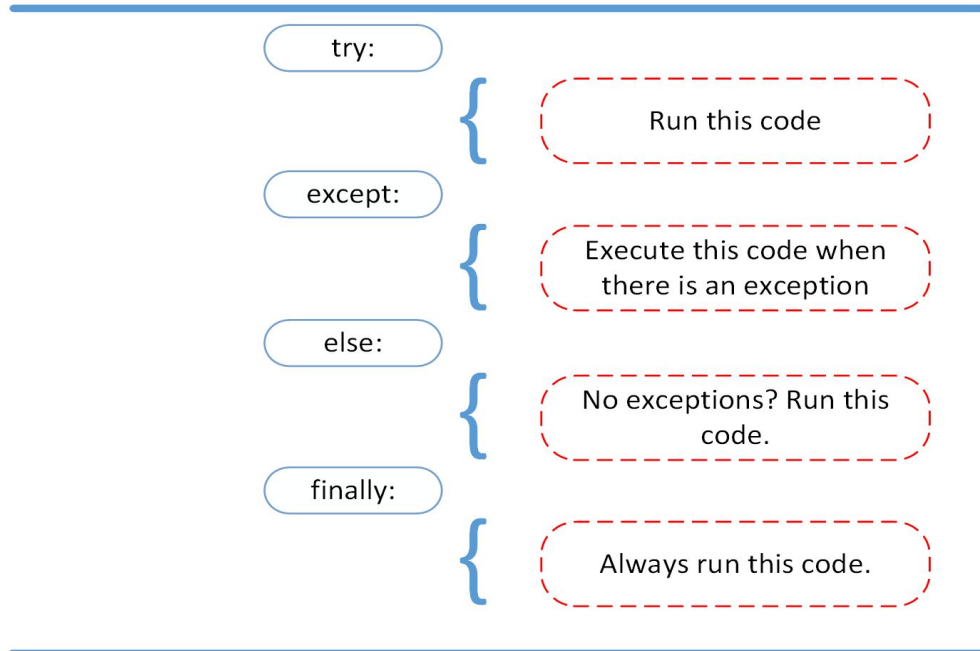 try:
Run this code
except:
Execute this code when
there is an exception
else:
No exceptions? Run this
code.
finally:
Always run this code.